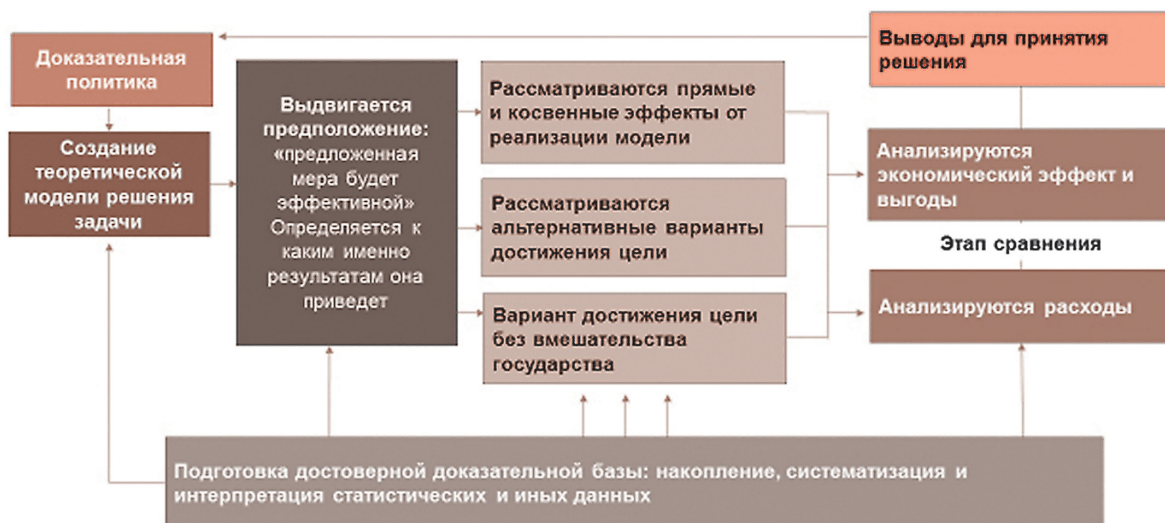 Доказательная
политика
Создание
теоретической
модели решения
задачи
Выдвигается
предположение:
«предложенная
мера будет
эффективной»
Определяется к
каким именно
результатам она
приведет
Рассматриваются прямые
и косвенные эффекты от
реализации модели
Рассматриваются
альтернативные варианты
достижения цели
Вариант достижения цели
без вмешательства
государства
Выводы для принятия
решения
Анализируются
экономический эффект и
выгоды
Этап сравнения
Анализируются расходы
Подготовка достоверной доказательной базы: накопление, систематизация и
интерпретация статистических и иных данных